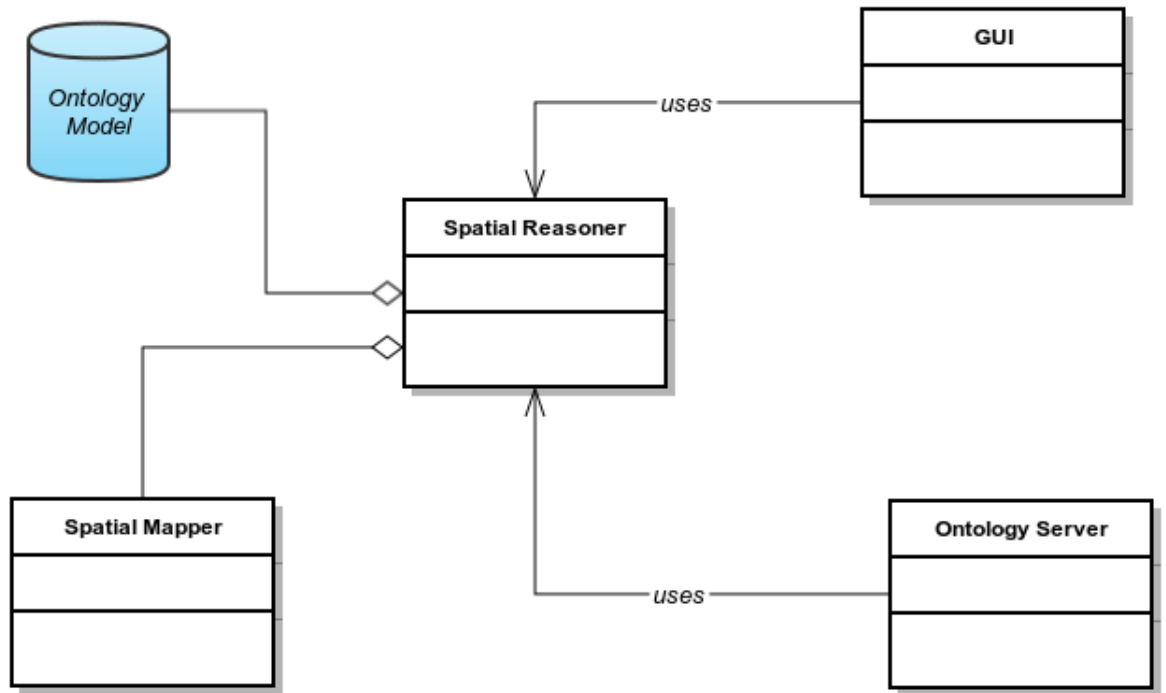 Ontology
Model
GUI
uses
Spatial Reasoner
Spatial Mapper
Ontology Server
uses